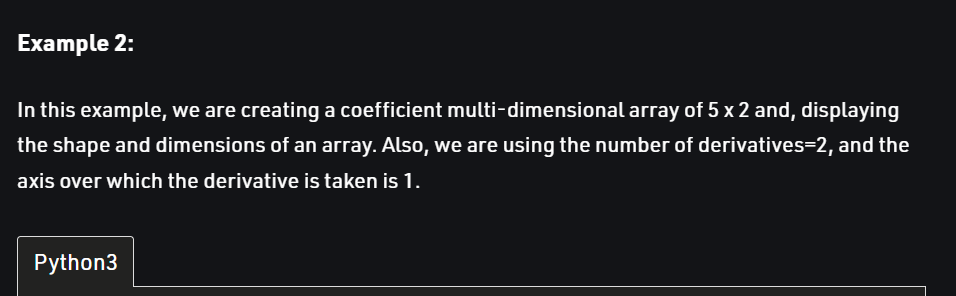 Example 2:
In this example, we are creating a coefficient multi-dimensional array of 5 x 2 and, displaying
the shape and dimensions of an array. Also, we are using the number of derivatives=2, and the
axis over which the derivative is taken is 1.
Python3